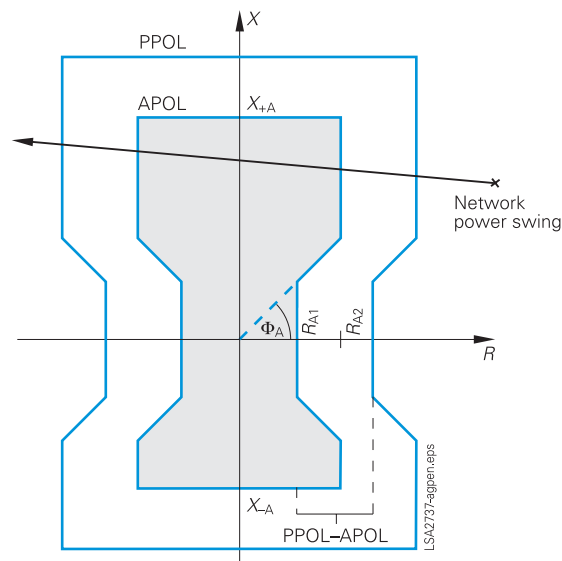 X
PPOL
APOL
X+A
Network
power swing
ΦA
RA1
RA2
R
X-A
PPOL–APOL
LSA2737-agpen.eps